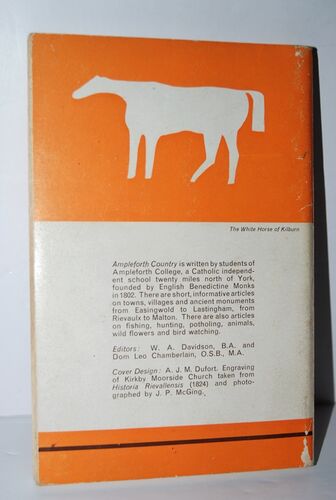 The White Horse of Kilburn
Ampleforth Country is written by students of
Ampleforth College, a Catholic independ-
ent school twenty miles north of York,
founded by English Benedictine Monks
in 1802. There are short, informative articles
on towns, villages and ancient monuments
from Easingwold to Lastingham, from
Rievaulx to Malton. There are also articles
on fishing, hunting, potholing, animals,
wild flowers and bird watching.
Editors: W. A. Davidson, B.A. and
Dom Leo Chamberlain, O.S.B., M.A.
Cover Design: A. J. M. Dufort. Engraving
of Kirkby Moorside Church taken from
Historia Rievallensis (1824) and photo-
graphed by J. P. McGing.